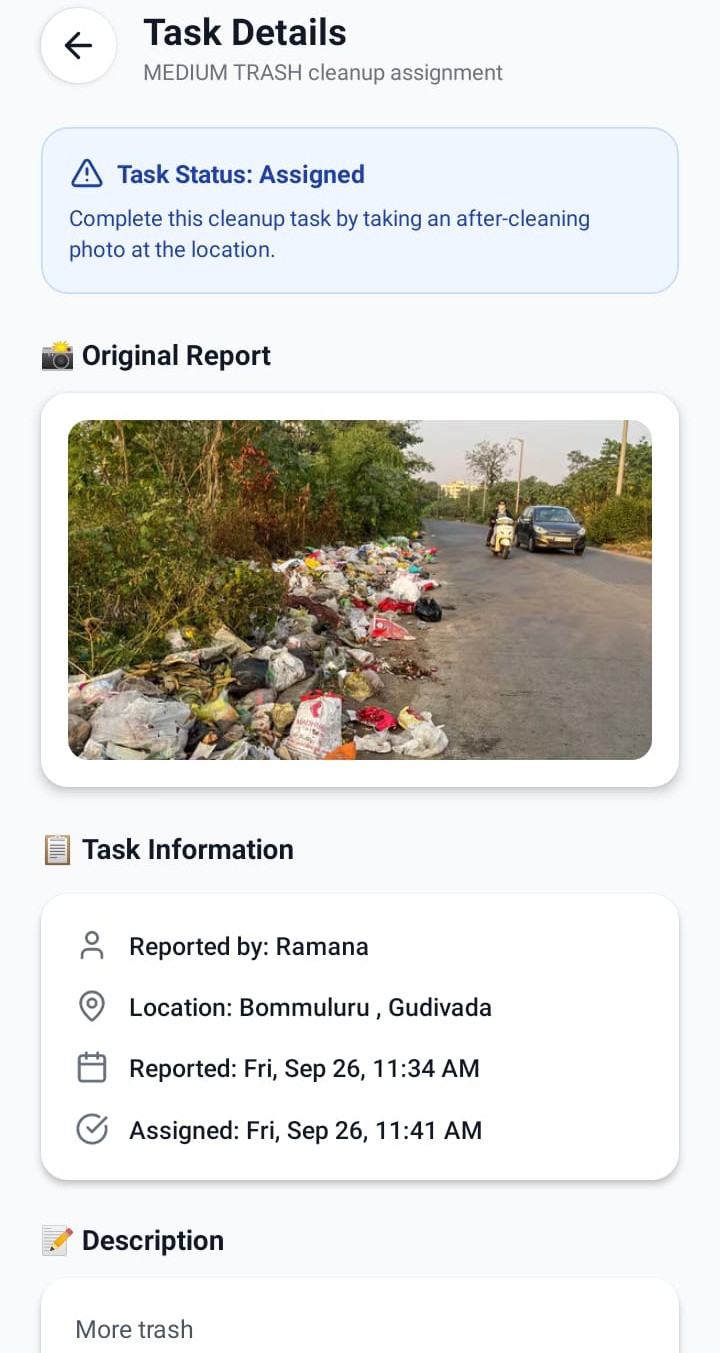 Task Details
MEDIUM TRASH cleanup assignment
Task Status: Assigned
Complete this cleanup task by taking an after-cleaning
photo at the location.
Original Report
Task Information
Reported by: Ramana
Location: Bommuluru , Gudivada
Reported: Fri, Sep 26, 11:34 AM
Assigned: Fri, Sep 26, 11:41 AM
Description
More trash